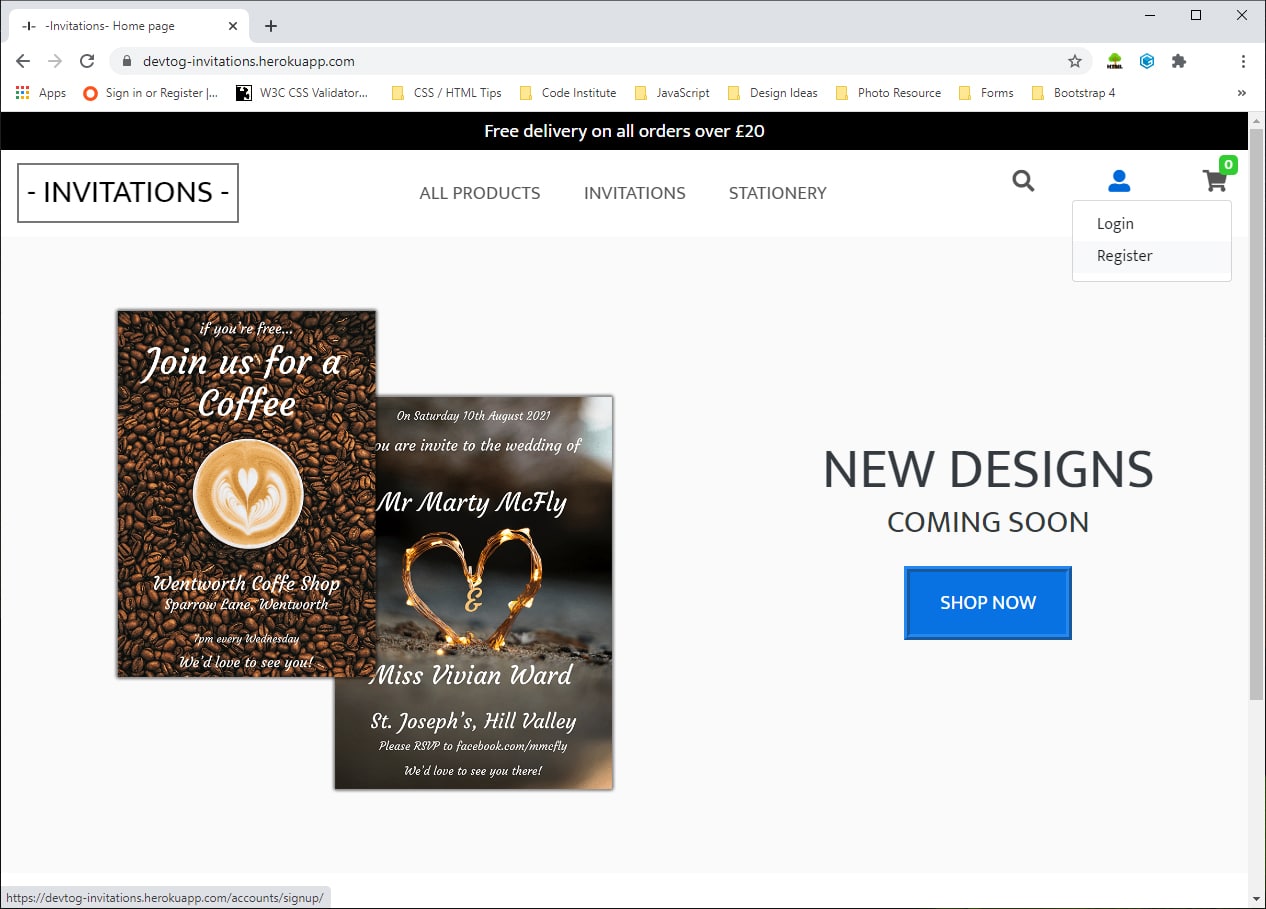 -I- -Invitations- Home page
devtog-invitations.herokuapp.com
HTML
Apps Sign in or Register |... W3C CSS Validator... CSS / HTML Tips Code Institute JavaScript Design Ideas Photo Resource Forms Bootstrap 4 »
Free delivery on all orders over £20
- INVITATIONS -
ALL PRODUCTS INVITATIONS STATIONERY
0
Login
Register
if you're free...
Join us for a
Coffee
Wentworth Coffe Shop
Sparrow Lane, Wentworth
7pm every Wednesday
We'd love to see you!
On Saturday 10th August 2021
ou are invite to the wedding of
Mr Marty McFly
&
Miss Vivian Ward
St. Joseph's, Hill Valley
Please RSVP to facebook.com/mmcfly
We'd love to see you there!
NEW DESIGNS
COMING SOON
SHOP NOW
https://devtog-invitations.herokuapp.com/accounts/signup/